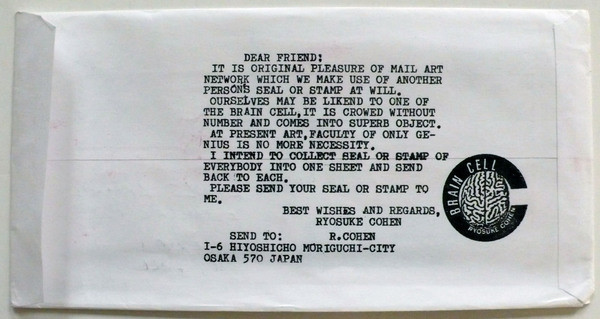 DEAR FRIEND:
IT IS ORIGINAL PLEASURE OF MAIL ART
NETWORK WHICH WE MAKE USE OF ANOTHER
PERSON'S SEAL OR STAMP AT WILL.
OURSELVES MAY BE LIKEND TO ONE OF
THE BRAIN CELL,IT IS CROWED WITHOUT
NUMBER AND COMES INTO SUPERB OBJECT.
AT PRESENT ART,FACULTY OF ONLY GE-
NIUS IS NO MORE NECESSITY.
I INTEND TO COLLECT SEAL OR STAMP OF
EVERYBODY INTO ONE SHEET AND SEND
BACK TO EACH.
PLEASE SEND YOUR SEAL OR STAMP TO
ME.
BEST WISHES AND REGARDS,
RYOSUKE COHEN
SEND TO: R.COHEN
I-6 HIYOSHICHO MORIGUCHI-CITY
OSAKA 570 JAPAN
BRAIN CELL
RYOSUKE COHEN